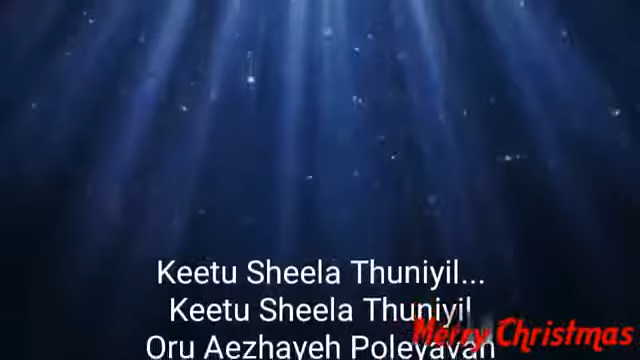 Keetu Sheela Thuniyil...
Keetu Sheela Thuniyil
Oru Aezhayeh Poleyavan
Merry Christmas